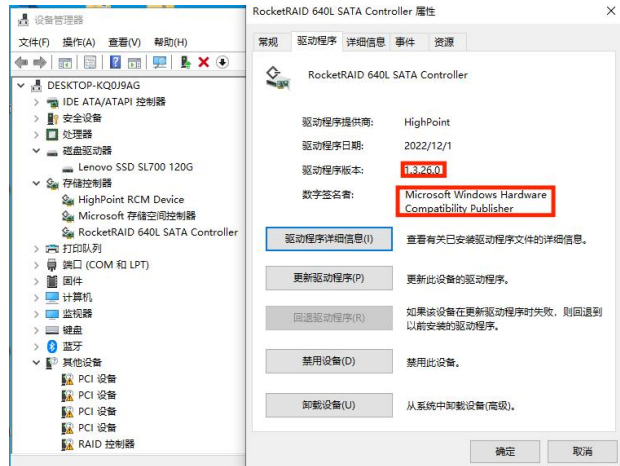 设备管理器
文件(F) 操作(A) 查看(V) 帮助(H)
DESKTOP-KQ0J9AG
IDE ATA/ATAPI 控制器
安全设备
处理器
磁盘驱动器
Lenovo SSD SL700 120G
存储控制器
HighPoint RCM Device
Microsoft 存储空间控制器
RocketRAID 640L SATA Controller
打印队列
端口 (COM 和 LPT)
固件
计算机
监视器
键盘
蓝牙
其他设备
PCI 设备
PCI 设备
PCI 设备
PCI 设备
RAID 控制器
RocketRAID 640L SATA Controller 属性
常规 驱动程序 详细信息 事件 资源
RocketRAID 640L SATA Controller
驱动程序提供商: HighPoint
驱动程序日期: 2022/12/1
驱动程序版本: 1.3.26.0
数字签名者: Microsoft Windows Hardware
Compatibility Publisher
驱动程序详细信息(I) 查看有关已安装驱动程序文件的详细信息。
更新驱动程序(P) 更新此设备的驱动程序。
回退驱动程序(R) 如果该设备在更新驱动程序时失败，则回退到
以前安装的驱动程序。
禁用设备(D) 禁用此设备。
卸载设备(U) 从系统中卸载设备(高级)。
确定 取消